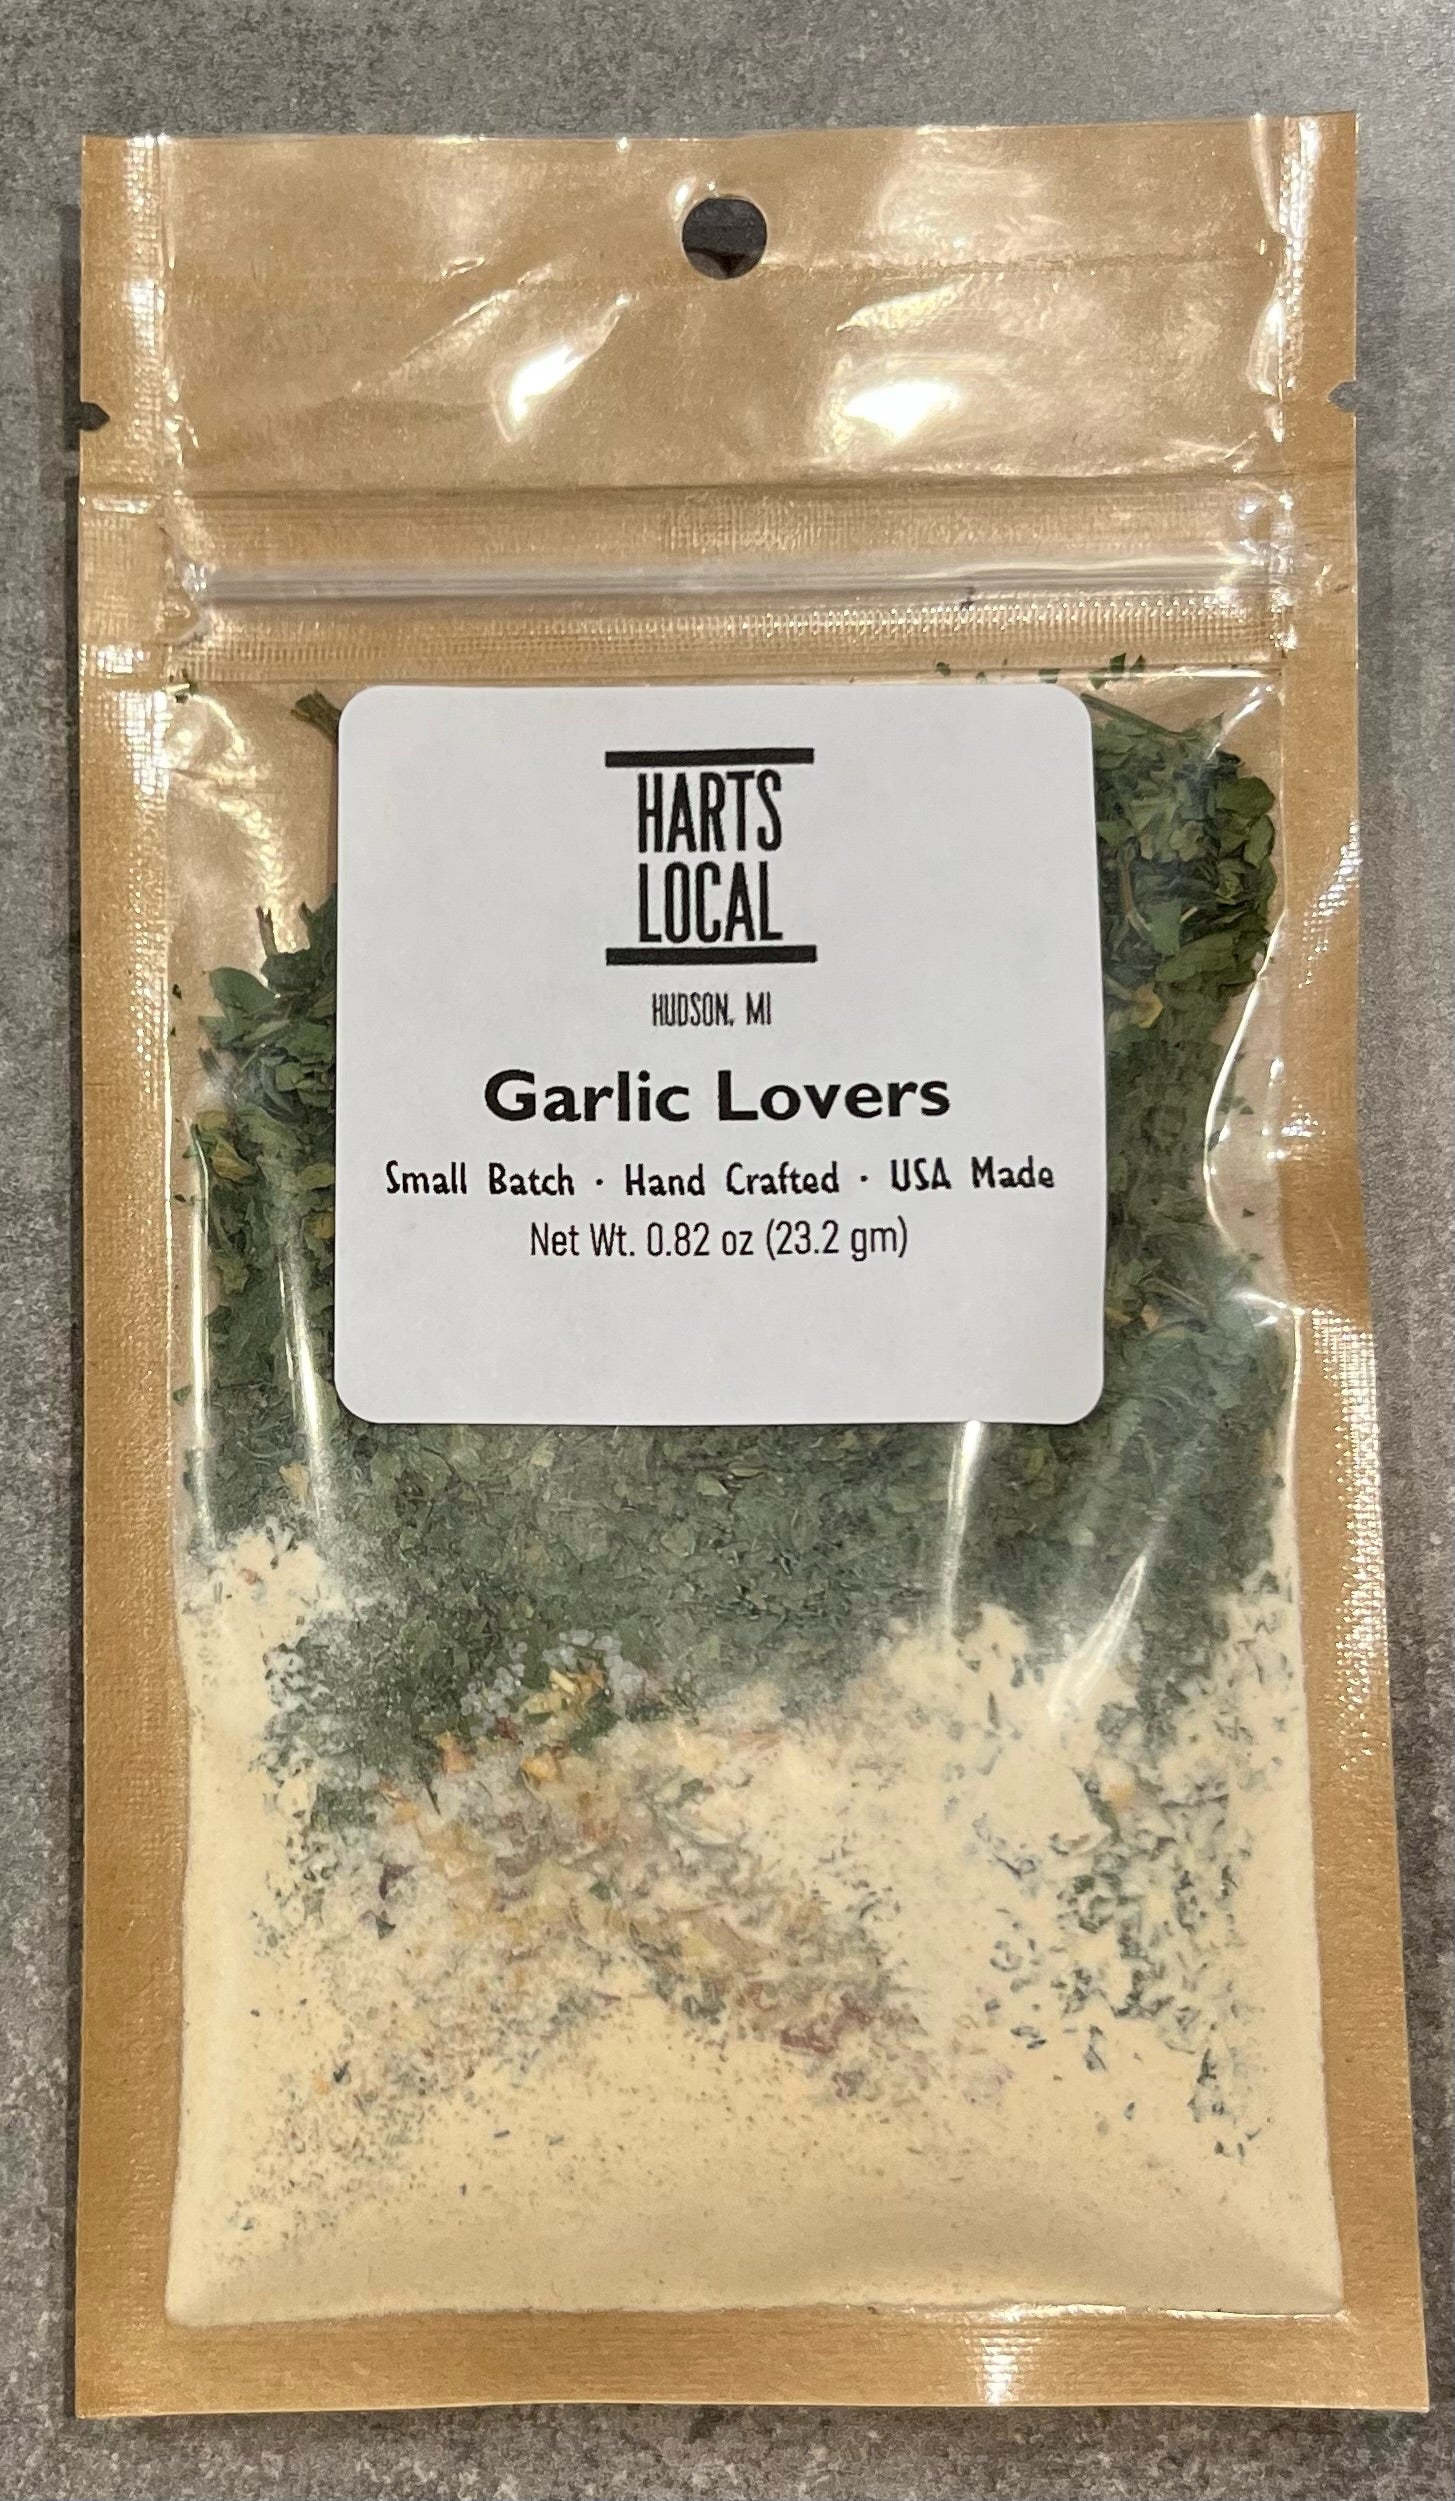 HARTS
LOCAL
HUDSON, MI
Garlic Lovers
Small Batch · Hand Crafted · USA Made
Net Wt. 0.82 oz (23.2 gm)